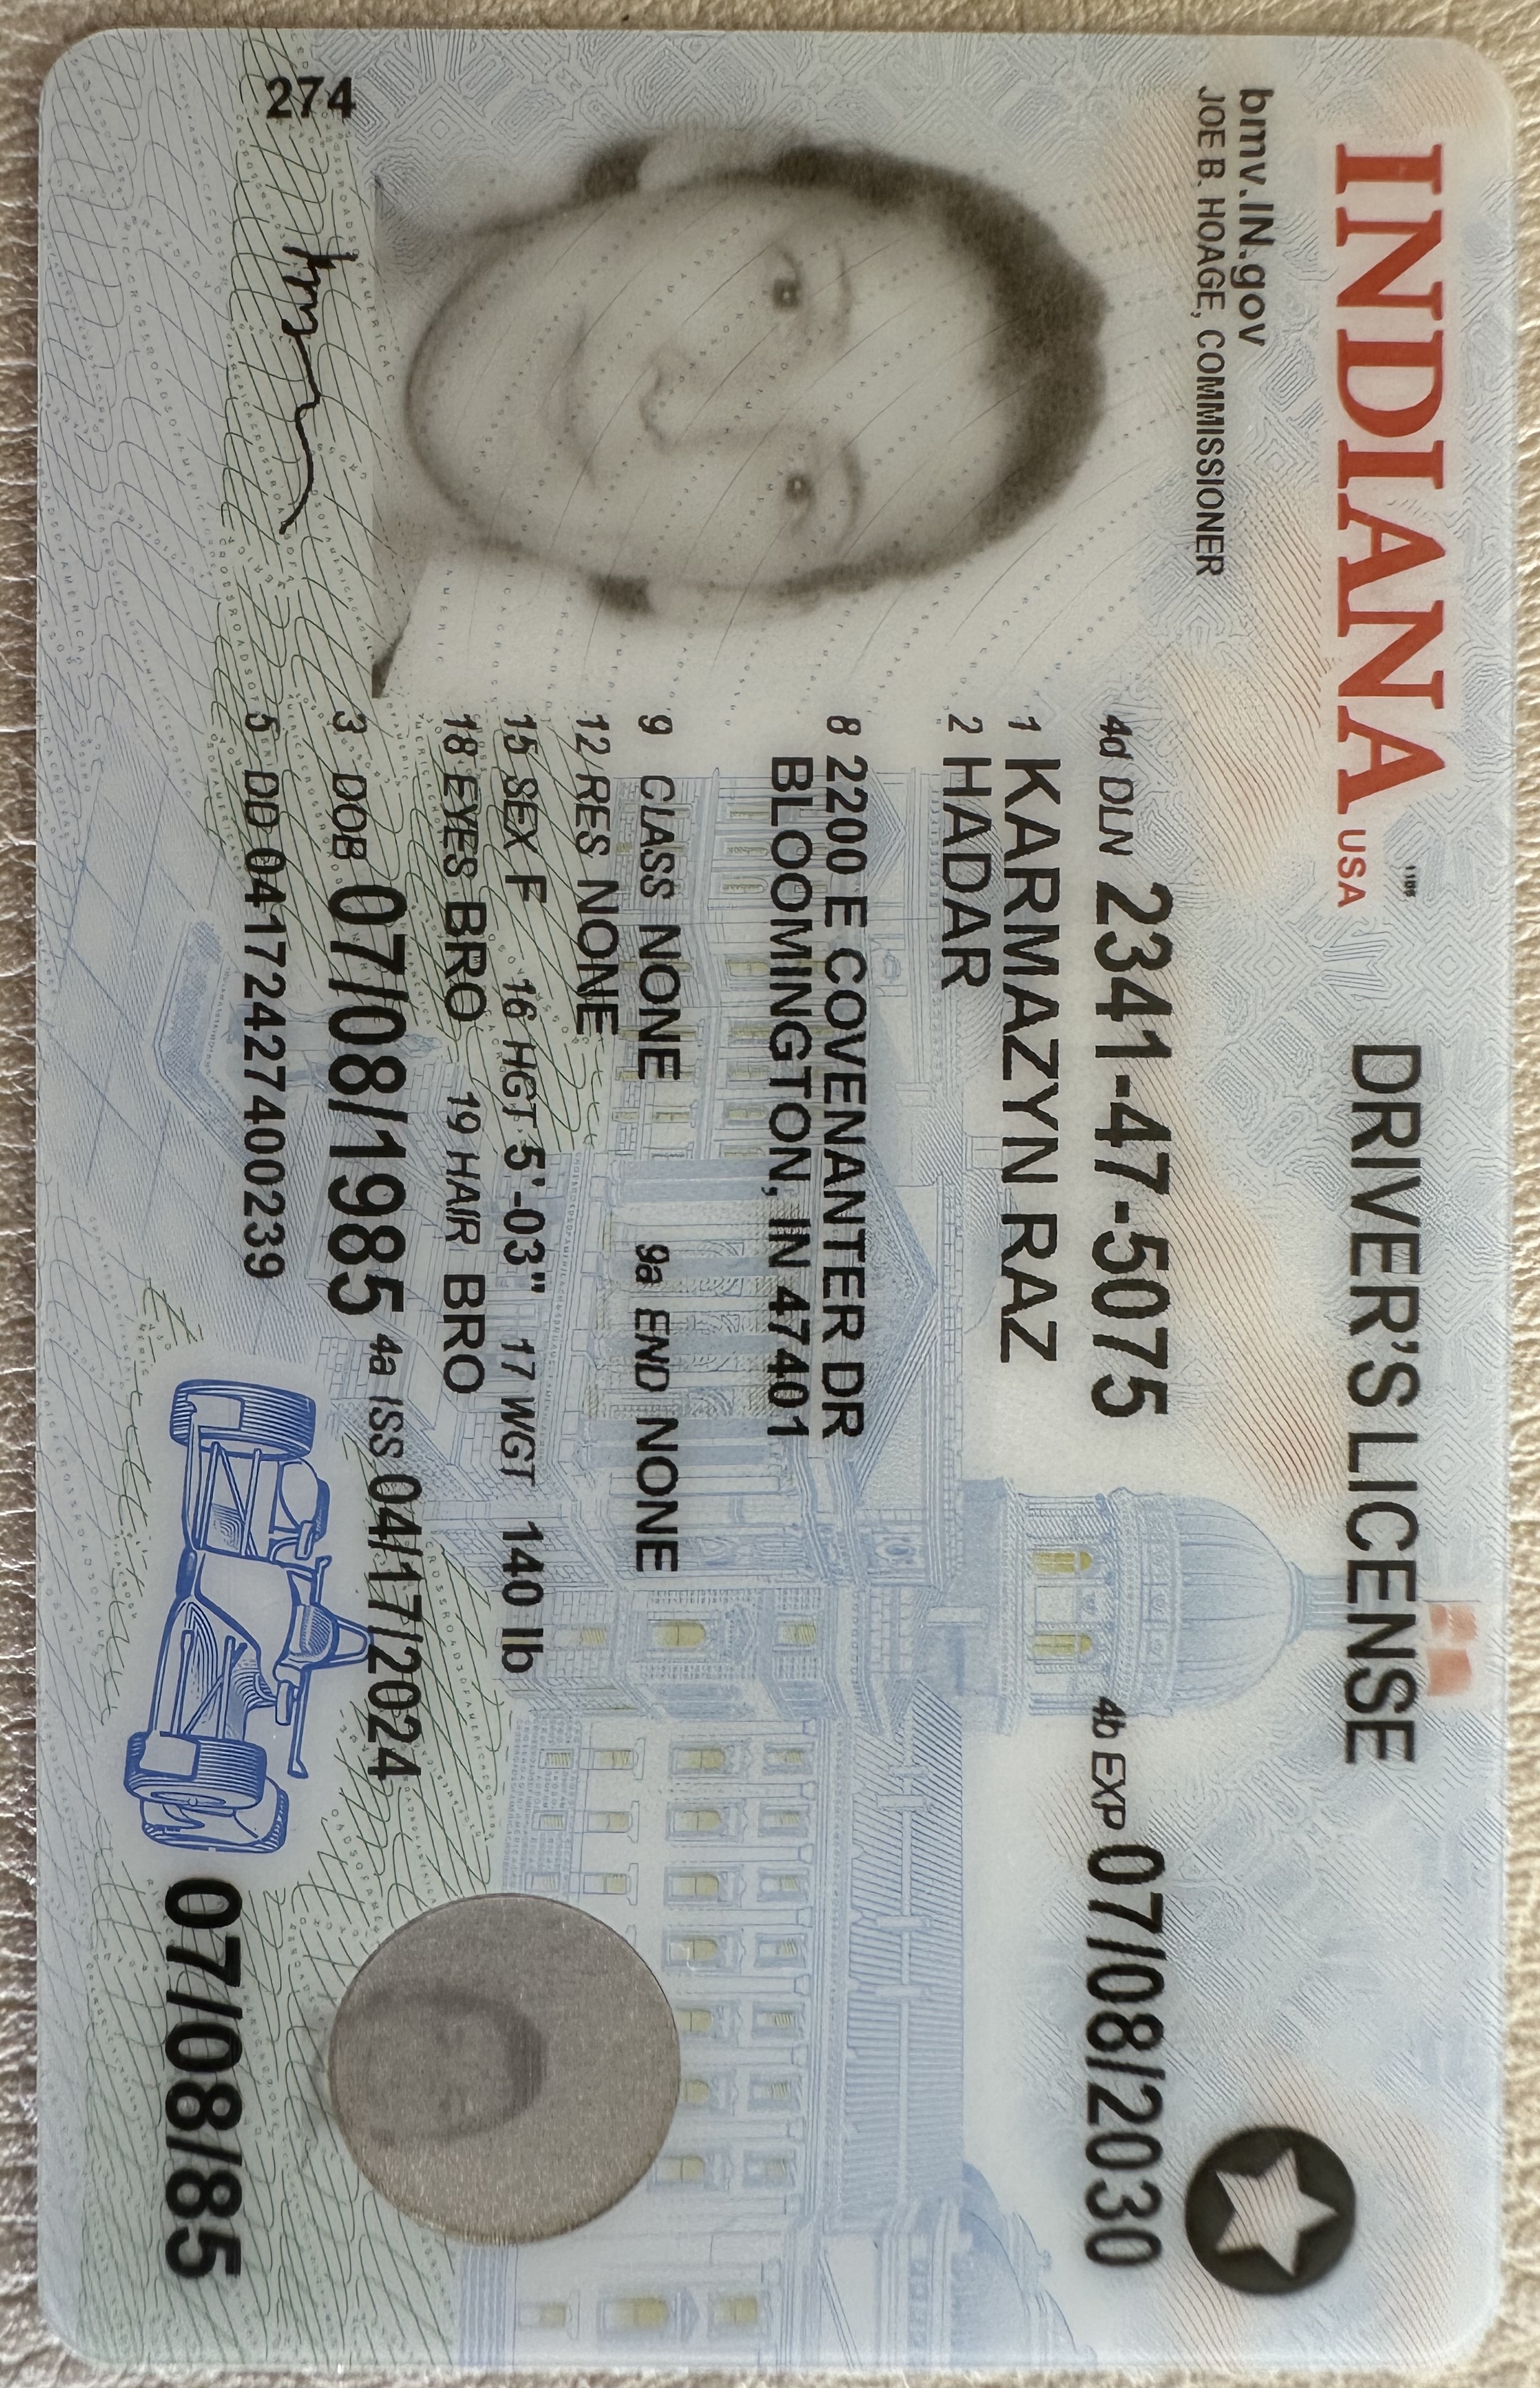 INDIANA USA
DRIVER'S LICENSE
bmv.IN.gov
JOE B. HOAGE, COMMISSIONER
4d DLN 2341-47-5075 4b EXP 07/08/2030
1 KARMAZYN RAZ
2 HADAR
8 2200 E COVENANTER DR
BLOOMINGTON, IN 47401
9 CLASS NONE 9a END NONE
12 RES NONE
15 SEX F 16 HGT 5'-03" 17 WGT 140 lb
18 EYES BRO 19 HAIR BRO
3 DOB 07/08/1985 4a ISS 04/17/2024
5 DD 0417242740​0239
274
07/08/85